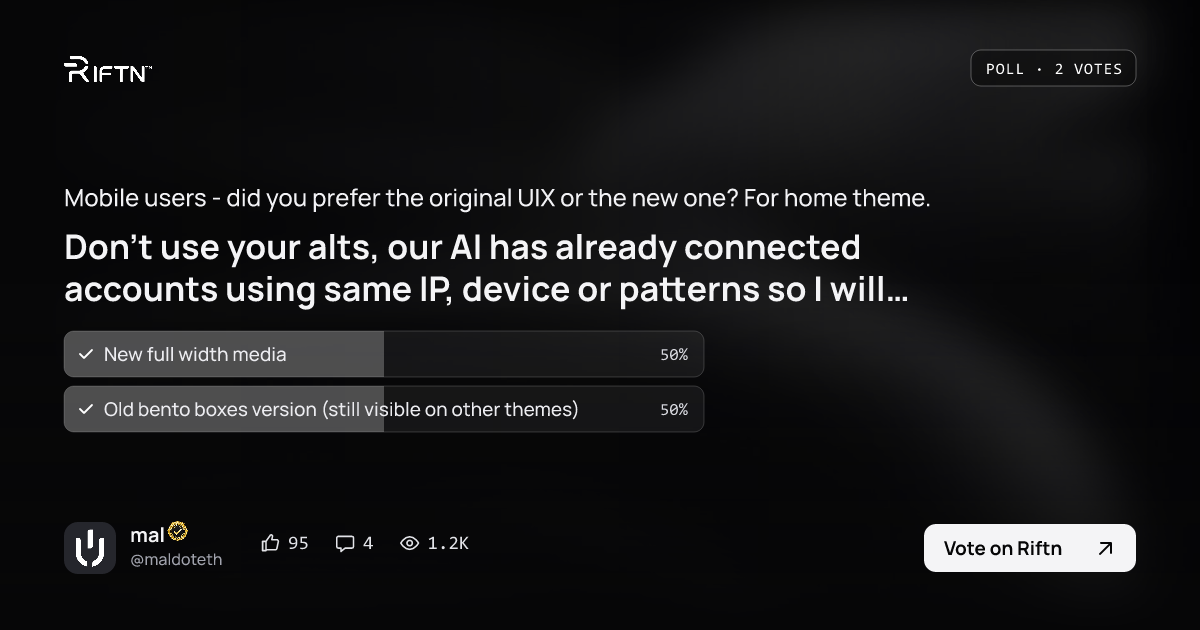 RIFTN™
POLL · 2 VOTES
Mobile users - did you prefer the original UIX or the new one? For home theme.
Don't use your alts, our AI has already connected
accounts using same IP, device or patterns so I will...
New full width media 50%
Old bento boxes version (still visible on other themes) 50%
mal
@maldoteth
95 4 1.2K
Vote on Riftn